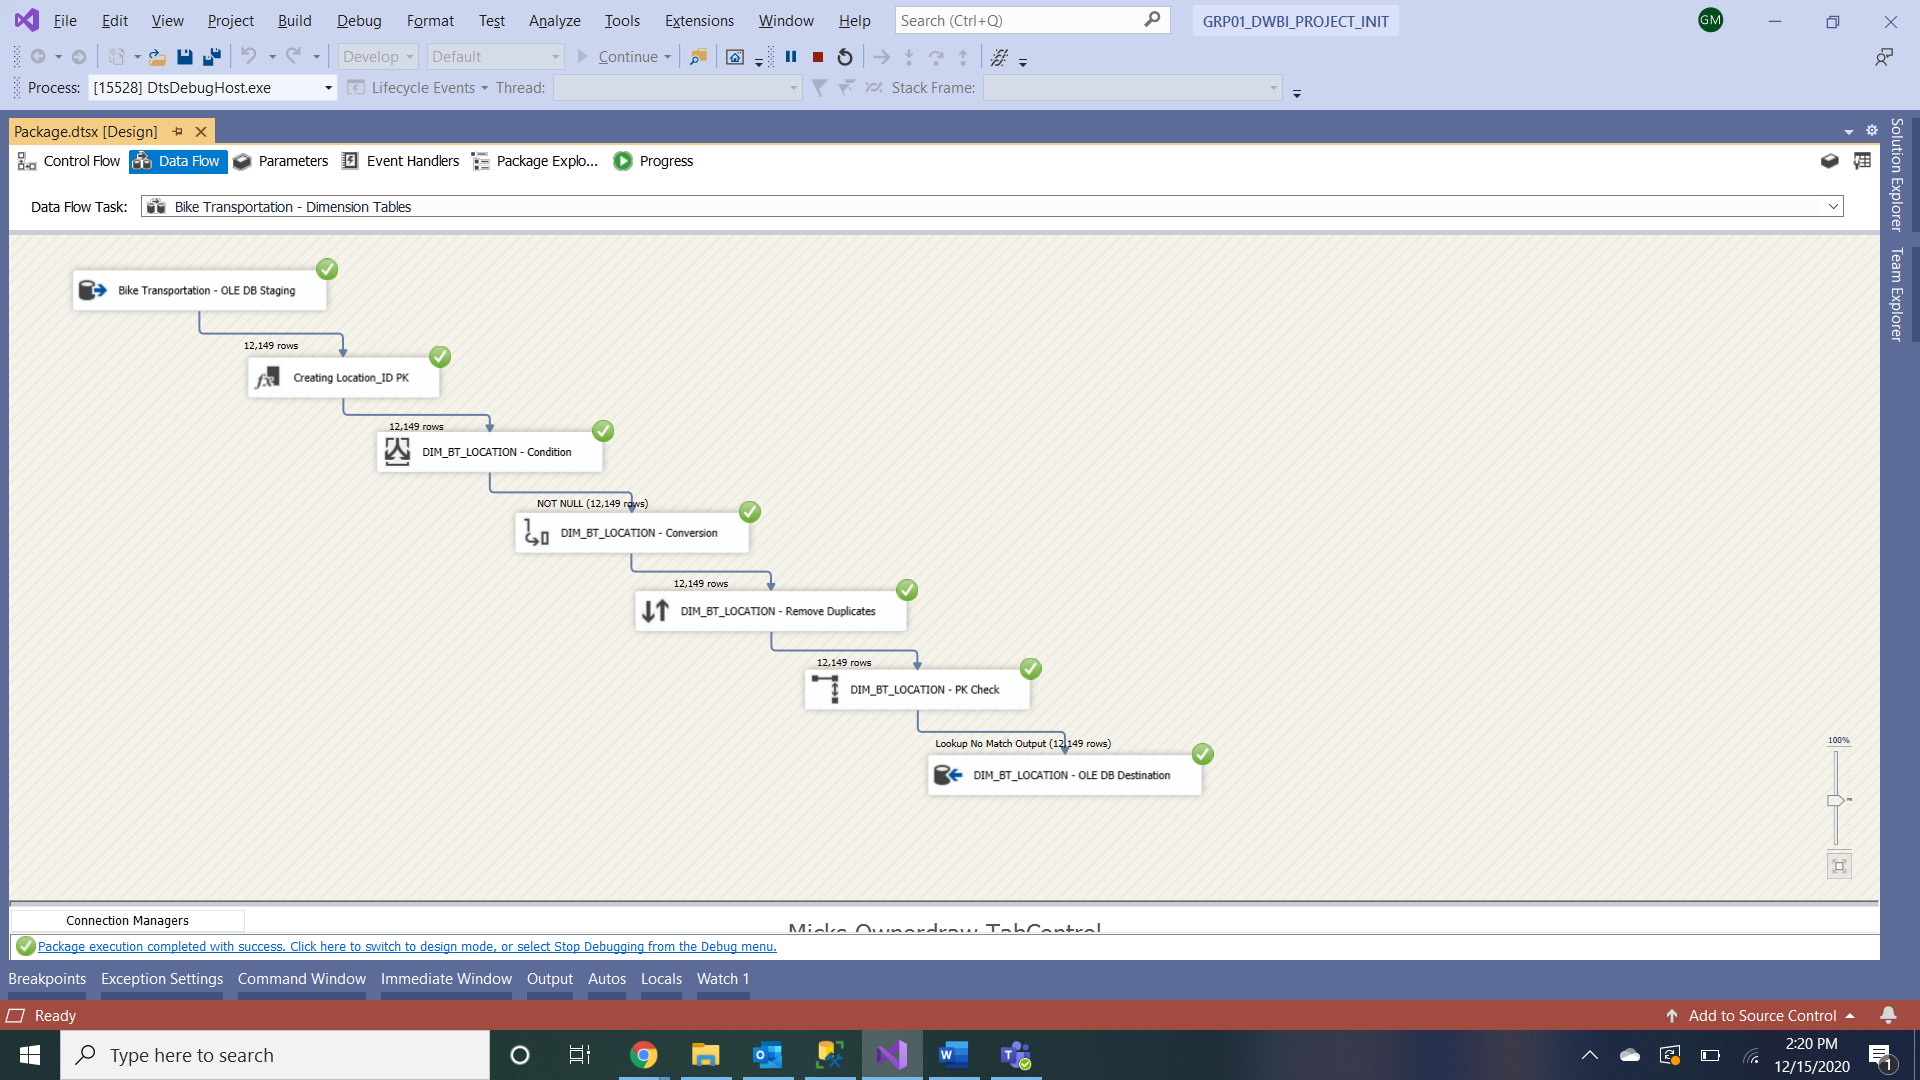 File Edit View Project Build Debug Format Test Analyze Tools Extensions Window Help Search (Ctrl+Q) GRP01_DWBI_PROJECT_INIT GM
Develop Default Continue
Process: [15528] DtsDebugHost.exe Lifecycle Events Thread: Stack Frame:
Package.dtsx [Design]
Control Flow Data Flow Parameters Event Handlers Package Explo... Progress
Data Flow Task: Bike Transportation - Dimension Tables
Solution Explorer
Team Explorer
Bike Transportation - OLE DB Staging
12,149 rows
Creating Location_ID PK
12,149 rows
DIM_BT_LOCATION - Condition
NOT NULL (12,149 rows)
DIM_BT_LOCATION - Conversion
12,149 rows
DIM_BT_LOCATION - Remove Duplicates
12,149 rows
DIM_BT_LOCATION - PK Check
Lookup No Match Output (12,149 rows)
DIM_BT_LOCATION - OLE DB Destination
100%
Connection Managers
Micks Ownerdraw TabControl
Package execution completed with success. Click here to switch to design mode, or select Stop Debugging from the Debug menu.
Breakpoints Exception Settings Command Window Immediate Window Output Autos Locals Watch 1
Ready Add to Source Control
Type here to search
2:20 PM
12/15/2020
1